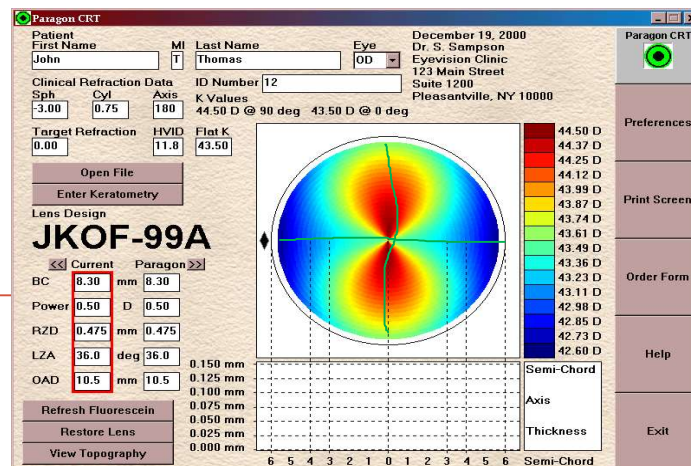 Paragon CRT
Patient
First Name MI Last Name Eye
John T Thomas OD
December 19, 2000
Dr. S. Sampson
Eyevision Clinic
123 Main Street
Suite 1200
Pleasantville, NY 10000
Clinical Refraction Data
Sph Cyl Axis
-3.00 0.75 180
ID Number 12
K Values
44.50 D @ 90 deg 43.50 D @ 0 deg
Target Refraction HVID Flat K
0.00 11.8 43.50
Open File
Enter Keratometry
Lens Design
JKOF-99A
<< Current Paragon >>
BC 8.30 mm 8.30
Power 0.50 D 0.50
RZD 0.475 mm 0.475
LZA 36.0 deg 36.0
OAD 10.5 mm 10.5
Refresh Fluorescein
Restore Lens
View Topography
44.50 D
44.37 D
44.25 D
44.12 D
43.99 D
43.87 D
43.74 D
43.61 D
43.49 D
43.36 D
43.23 D
43.11 D
42.98 D
42.85 D
42.73 D
42.60 D
0.150 mm
0.125 mm
0.100 mm
0.075 mm
0.050 mm
0.025 mm
0.000 mm
6 5 4 3 2 1 0 1 2 3 4 5 6 Semi-Chord
Semi-Chord
Axis
Thickness
Paragon CRT
Preferences
Print Screen
Order Form
Help
Exit